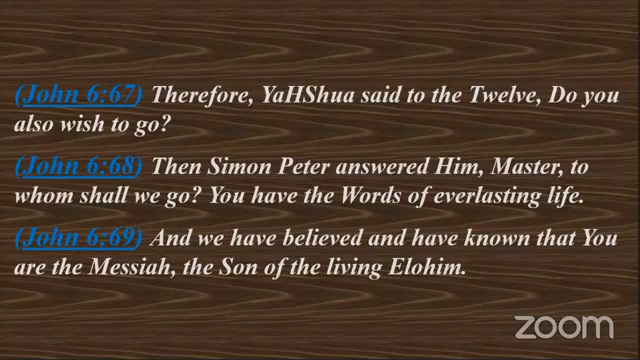 (John 6:67) Therefore, YaHShua said to the Twelve, Do you
also wish to go?
(John 6:68) Then Simon Peter answered Him, Master, to
whom shall we go? You have the Words of everlasting life.
(John 6:69) And we have believed and have known that You
are the Messiah, the Son of the living Elohim.
zoom